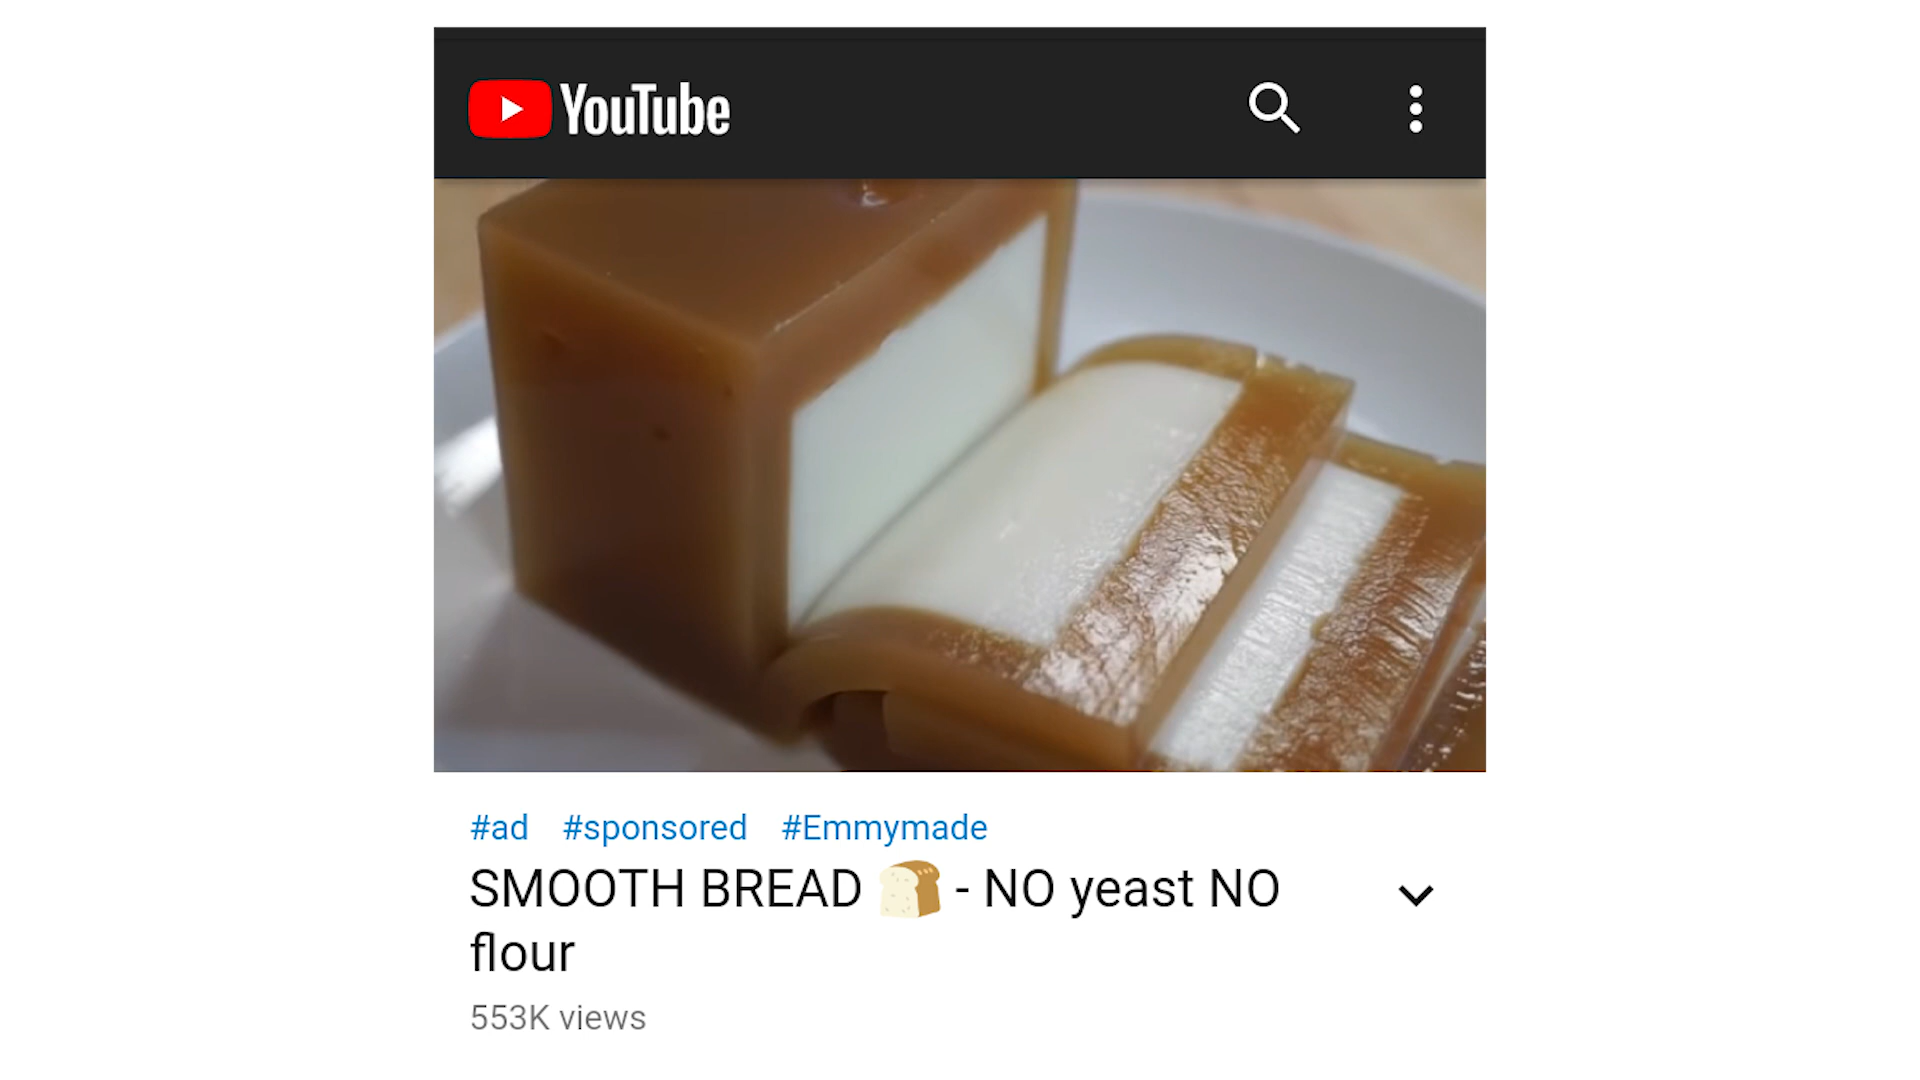 YouTube
#ad #sponsored #Emmymade
SMOOTH BREAD 🍞 - NO yeast NO
flour
553K views